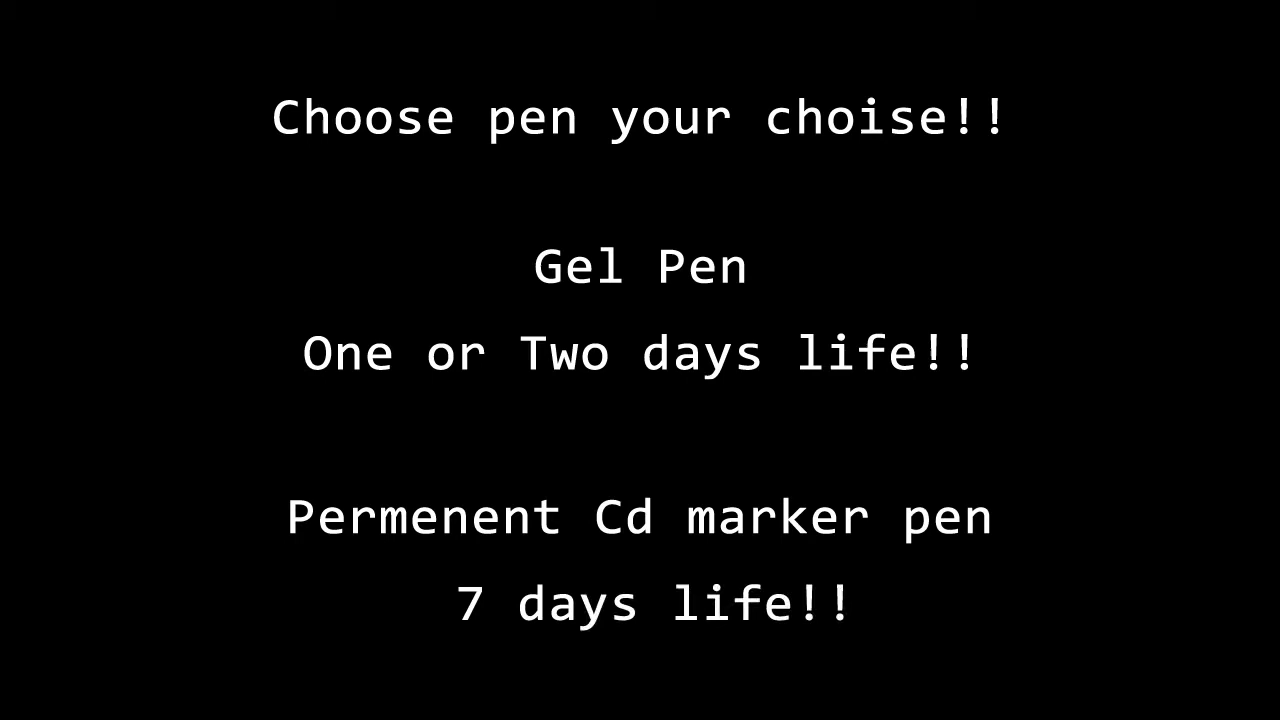 Choose pen your choise!!
Gel Pen
One or Two days life!!
Permenent Cd marker pen
7 days life!!